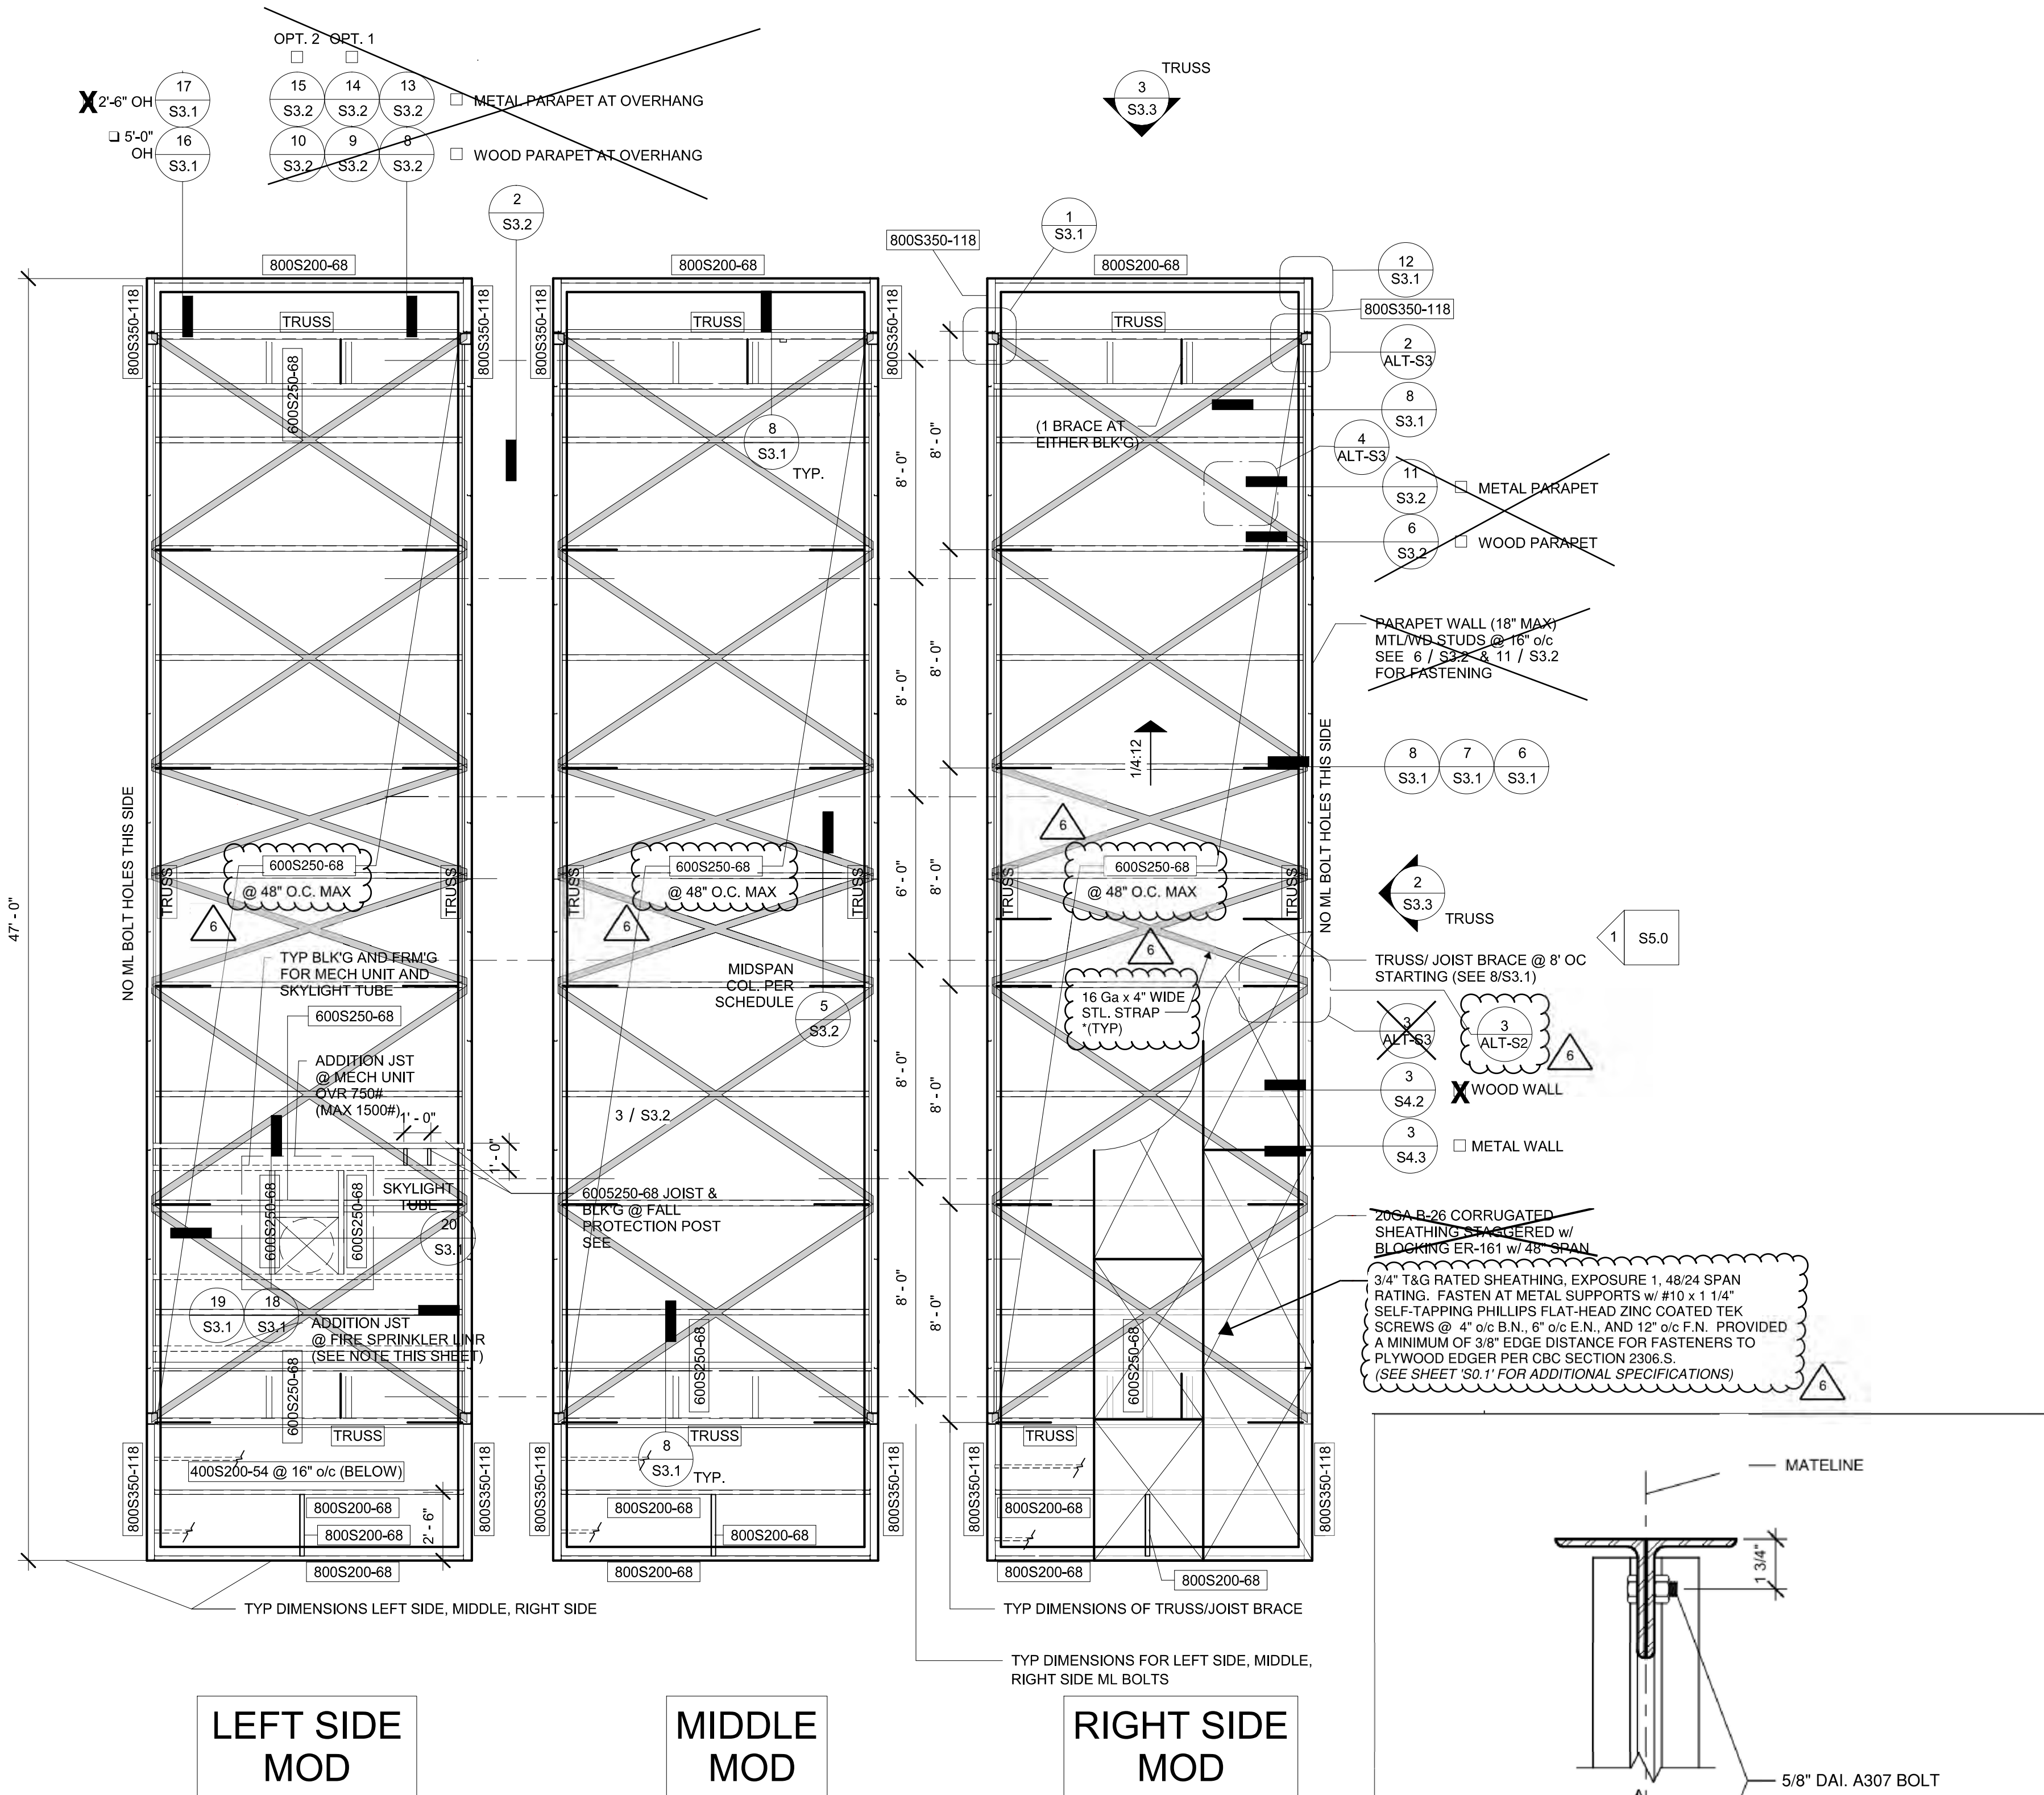 OPT. 2 OPT. 1
X 2'-6" OH
17
S3.1
15
S3.2
14
S3.2
13
S3.2
METAL PARAPET AT OVERHANG
5'-0"
OH
16
S3.1
10
S3.2
9
S3.2
8
S3.2
WOOD PARAPET AT OVERHANG
TRUSS
3
S3.3
2
S3.2
1
S3.1
800S350-118
12
S3.1
800S350-118
800S200-68
800S200-68
800S200-68
800S350-118
800S350-118
800S350-118
800S350-118
TRUSS
TRUSS
TRUSS
2
ALT-S3
8
S3.1
600S250-68
8
S3.1
TYP.
(1 BRACE AT
EITHER BLK'G)
4
ALT-S3
11
S3.2
METAL PARAPET
6
S3.2
WOOD PARAPET
8' - 0"
8' - 0"
PARAPET WALL (18" MAX)
MTL/WD STUDS @ 16" o/c
SEE 6 / S3.2 & 11 / S3.2
FOR FASTENING
8' - 0"
8' - 0"
1/4:12
8
S3.1
7
S3.1
6
S3.1
NO ML BOLT HOLES THIS SIDE
NO ML BOLT HOLES THIS SIDE
47' - 0"
6
600S250-68
@ 48" O.C. MAX
600S250-68
@ 48" O.C. MAX
600S250-68
@ 48" O.C. MAX
TRUSS
TRUSS
TRUSS
TRUSS
TRUSS
TRUSS
6' - 0"
8' - 0"
2
S3.3
TRUSS
1
S5.0
6
6
6
TYP BLK'G AND FRM'G
FOR MECH UNIT AND
SKYLIGHT TUBE
MIDSPAN
COL. PER
SCHEDULE
5
S3.2
TRUSS/ JOIST BRACE @ 8' OC
STARTING (SEE 8/S3.1)
16 Ga x 4" WIDE
STL. STRAP
*(TYP)
3
ALT-S3
3
ALT-S2
6
600S250-68
ADDITION JST
@ MECH UNIT
OVR 750#
(MAX 1500#)
1' - 0"
1' - 0"
3 / S3.2
8' - 0"
8' - 0"
3
S4.2
X WOOD WALL
3
S4.3
METAL WALL
600S250-68
600S250-68
SKYLIGHT
TUBE
20
S3.1
6005250-68 JOIST &
BLK'G @ FALL
PROTECTION POST
SEE
20GA B-26 CORRUGATED
SHEATHING STAGGERED w/
BLOCKING ER-161 w/ 48" SPAN
8' - 0"
8' - 0"
3/4" T&G RATED SHEATHING, EXPOSURE 1, 48/24 SPAN
RATING. FASTEN AT METAL SUPPORTS w/ #10 x 1 1/4"
SELF-TAPPING PHILLIPS FLAT-HEAD ZINC COATED TEK
SCREWS @ 4" o/c B.N., 6" o/c E.N., AND 12" o/c F.N. PROVIDED
A MINIMUM OF 3/8" EDGE DISTANCE FOR FASTENERS TO
PLYWOOD EDGER PER CBC SECTION 2306.S.
(SEE SHEET 'S0.1' FOR ADDITIONAL SPECIFICATIONS)
6
19
S3.1
18
S3.1
ADDITION JST
@ FIRE SPRINKLER LINR
(SEE NOTE THIS SHEET)
600S250-68
600S250-68
600S250-68
TRUSS
TRUSS
TRUSS
8
S3.1
TYP.
400S200-54 @ 16" o/c (BELOW)
800S350-118
800S350-118
800S350-118
800S350-118
800S350-118
800S350-118
800S200-68
800S200-68
800S200-68
800S200-68
800S200-68
2' - 6"
800S200-68
800S200-68
800S200-68
800S200-68
TYP DIMENSIONS LEFT SIDE, MIDDLE, RIGHT SIDE
TYP DIMENSIONS OF TRUSS/JOIST BRACE
TYP DIMENSIONS FOR LEFT SIDE, MIDDLE,
RIGHT SIDE ML BOLTS
MATELINE
1 3/4"
5/8" DAI. A307 BOLT
LEFT SIDE
MOD
MIDDLE
MOD
RIGHT SIDE
MOD